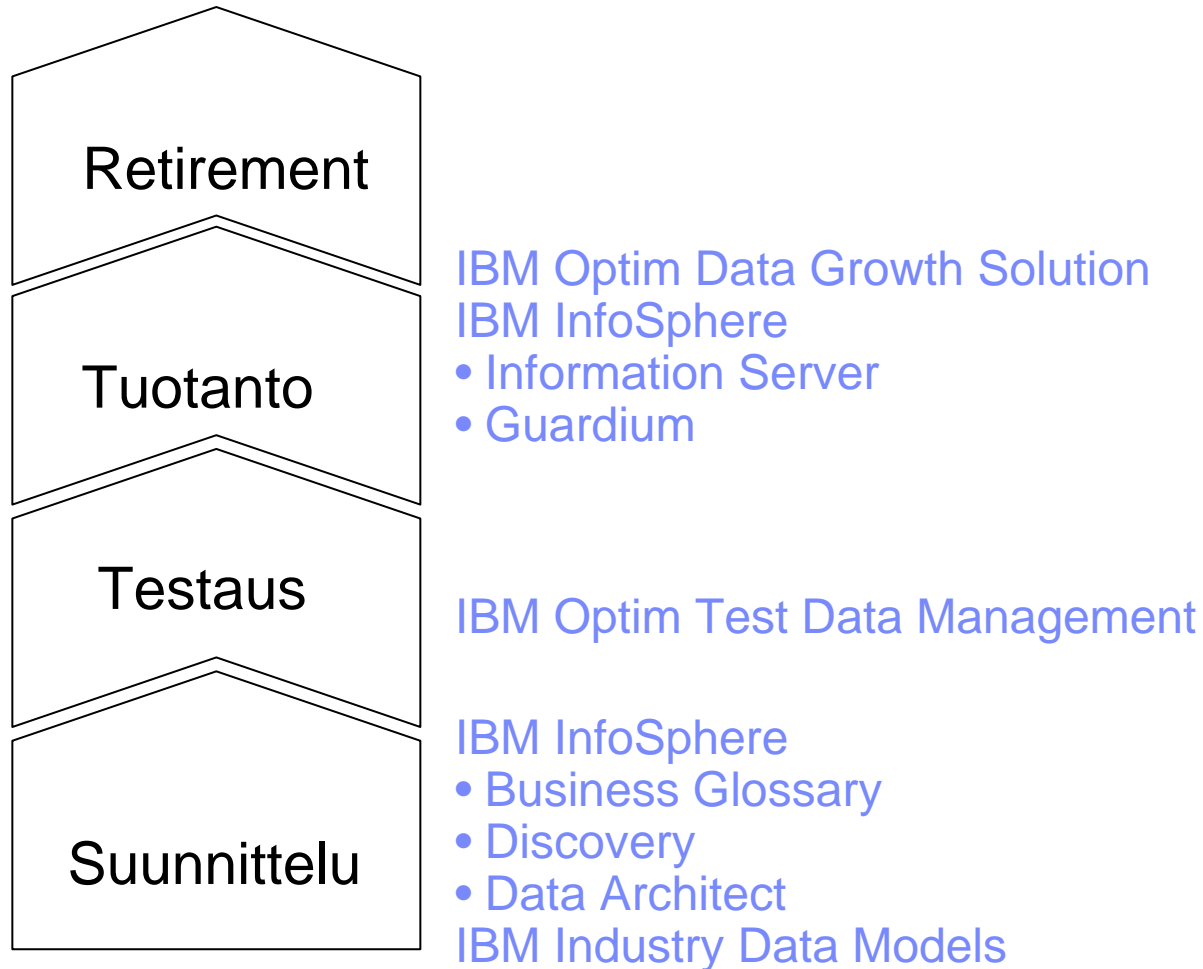 Retirement
IBM Optim Data Growth Solution
IBM InfoSphere
• Information Server
• Guardium
Tuotanto
Testaus
IBM Optim Test Data Management
IBM InfoSphere
• Business Glossary
• Discovery
• Data Architect
IBM Industry Data Models
Suunnittelu